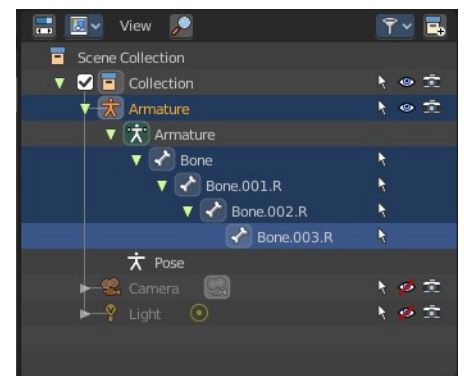 View
Scene Collection
Collection
Armature
Armature
Bone
Bone.001.R
Bone.002.R
Bone.003.R
Pose
Camera
Light